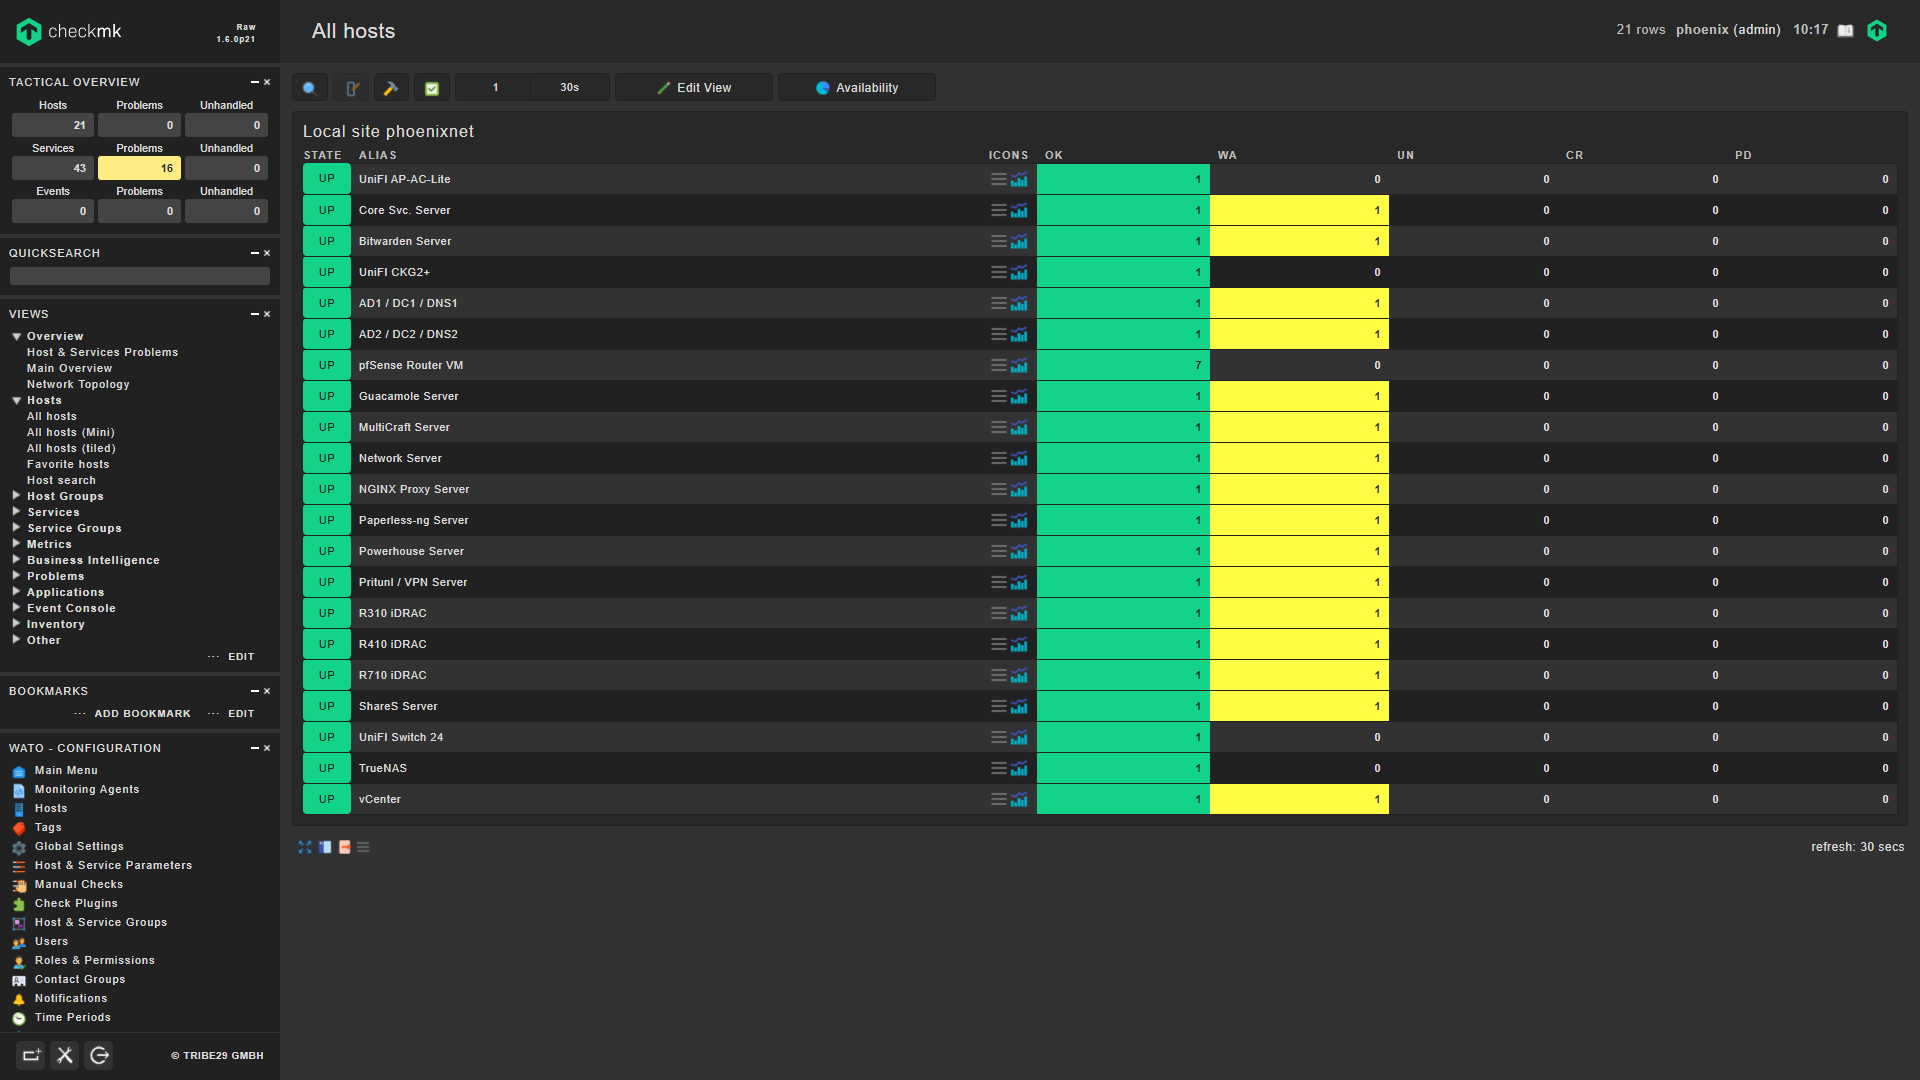 checkmk
Raw
1.6.0p21
All hosts
21 rows phoenix (admin) 10:17
TACTICAL OVERVIEW
Hosts Problems Unhandled
21 0 0
Services Problems Unhandled
43 16 0
Events Problems Unhandled
0 0 0
QUICKSEARCH
VIEWS
Overview
Host & Services Problems
Main Overview
Network Topology
Hosts
All hosts
All hosts (Mini)
All hosts (tiled)
Favorite hosts
Host search
Host Groups
Services
Service Groups
Metrics
Business Intelligence
Problems
Applications
Event Console
Inventory
Other
EDIT
BOOKMARKS
ADD BOOKMARK EDIT
WATO - CONFIGURATION
Main Menu
Monitoring Agents
Hosts
Tags
Global Settings
Host & Service Parameters
Manual Checks
Check Plugins
Host & Service Groups
Users
Roles & Permissions
Contact Groups
Notifications
Time Periods
© TRIBE29 GMBH
1 30s Edit View Availability
Local site phoenixnet
STATE ALIAS ICONS OK WA UN CR PD
UP UniFI AP-AC-Lite 1 0 0 0 0
UP Core Svc. Server 1 1 0 0 0
UP Bitwarden Server 1 1 0 0 0
UP UniFI CKG2+ 1 0 0 0 0
UP AD1 / DC1 / DNS1 1 1 0 0 0
UP AD2 / DC2 / DNS2 1 1 0 0 0
UP pfSense Router VM 7 0 0 0 0
UP Guacamole Server 1 1 0 0 0
UP MultiCraft Server 1 1 0 0 0
UP Network Server 1 1 0 0 0
UP NGINX Proxy Server 1 1 0 0 0
UP Paperless-ng Server 1 1 0 0 0
UP Powerhouse Server 1 1 0 0 0
UP Pritunl / VPN Server 1 1 0 0 0
UP R310 iDRAC 1 1 0 0 0
UP R410 iDRAC 1 1 0 0 0
UP R710 iDRAC 1 1 0 0 0
UP ShareS Server 1 1 0 0 0
UP UniFI Switch 24 1 0 0 0 0
UP TrueNAS 1 0 0 0 0
UP vCenter 1 1 0 0 0
refresh: 30 secs